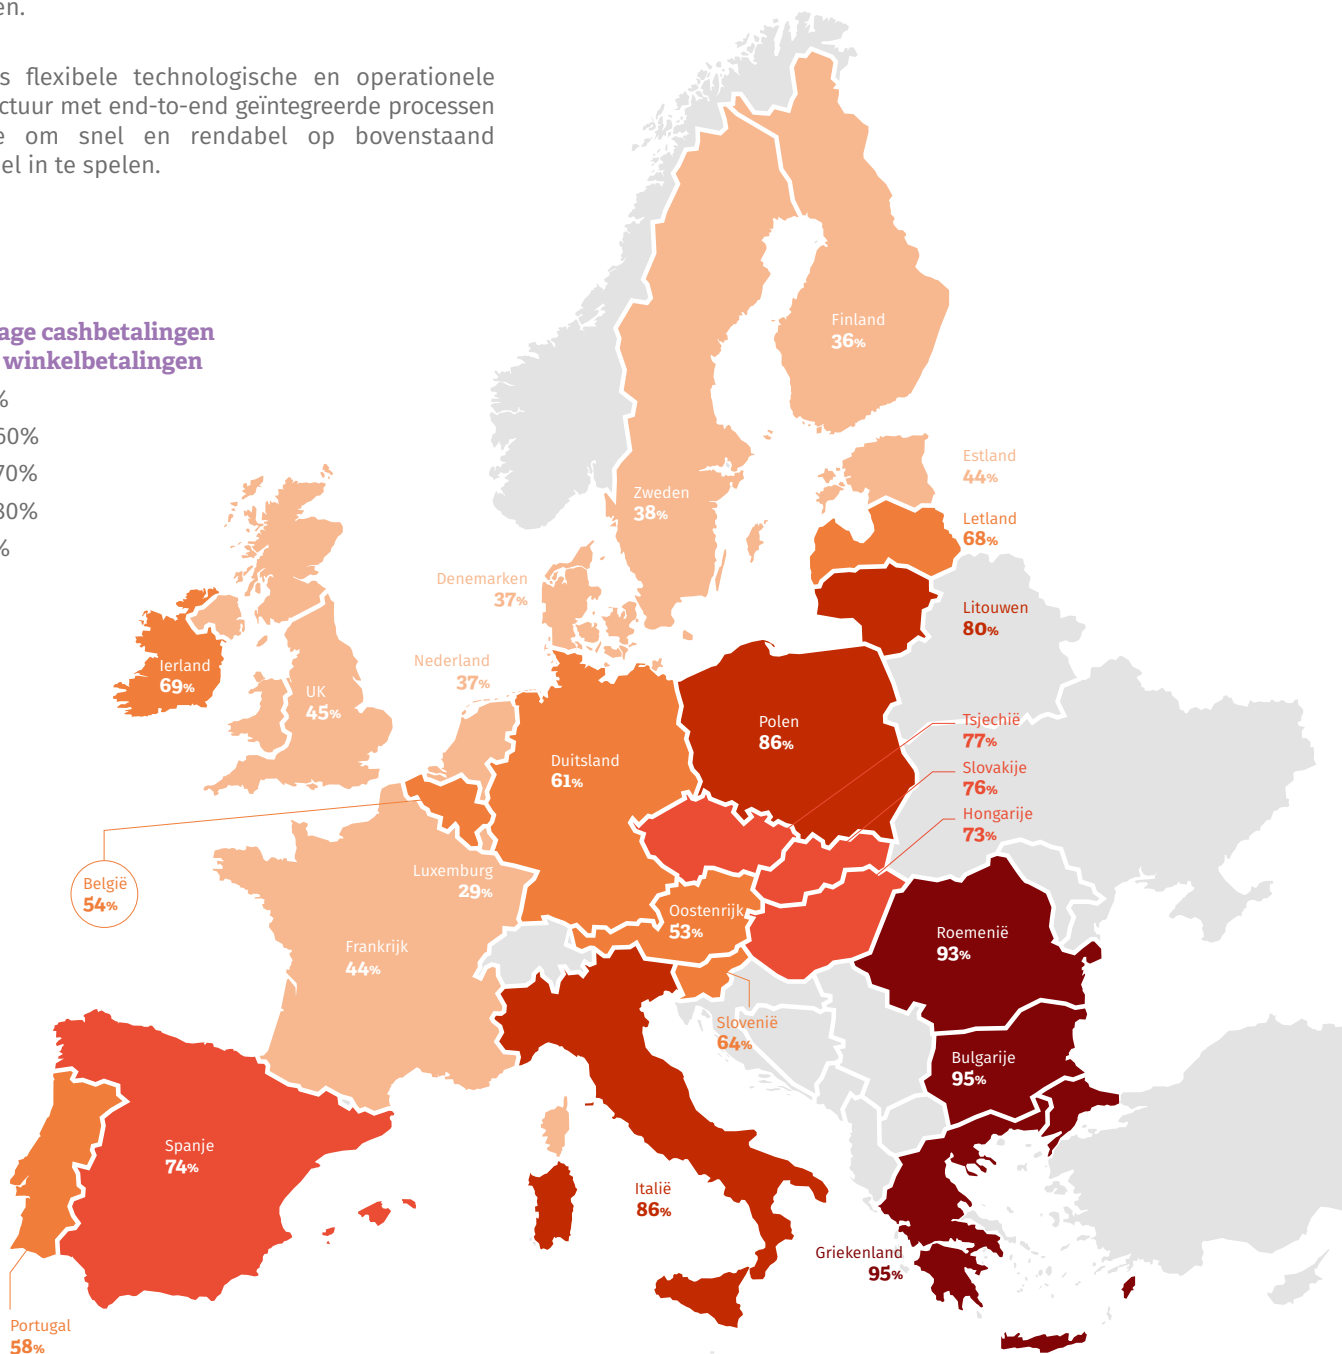 en.
s flexibele technologische en operationele
ctuur met end-to-end geïntegreerde processen
e om snel en rendabel op bovenstaand
el in te spelen.
age cashbetalingen
winkelbetalingen
%
60%
70%
80%
%
Finland
36%
Estland
44%
Zweden
38%
Letland
68%
Denemarken
37%
Litouwen
80%
Ierland
69%
Nederland
37%
UK
45%
Polen
86%
Tsjechië
77%
Duitsland
61%
Slovakije
76%
Hongarije
73%
Luxemburg
29%
België
54%
Oostenrijk
53%
Roemenië
93%
Frankrijk
44%
Slovenië
64%
Bulgarije
95%
Spanje
74%
Italië
86%
Griekenland
95%
Portugal
58%